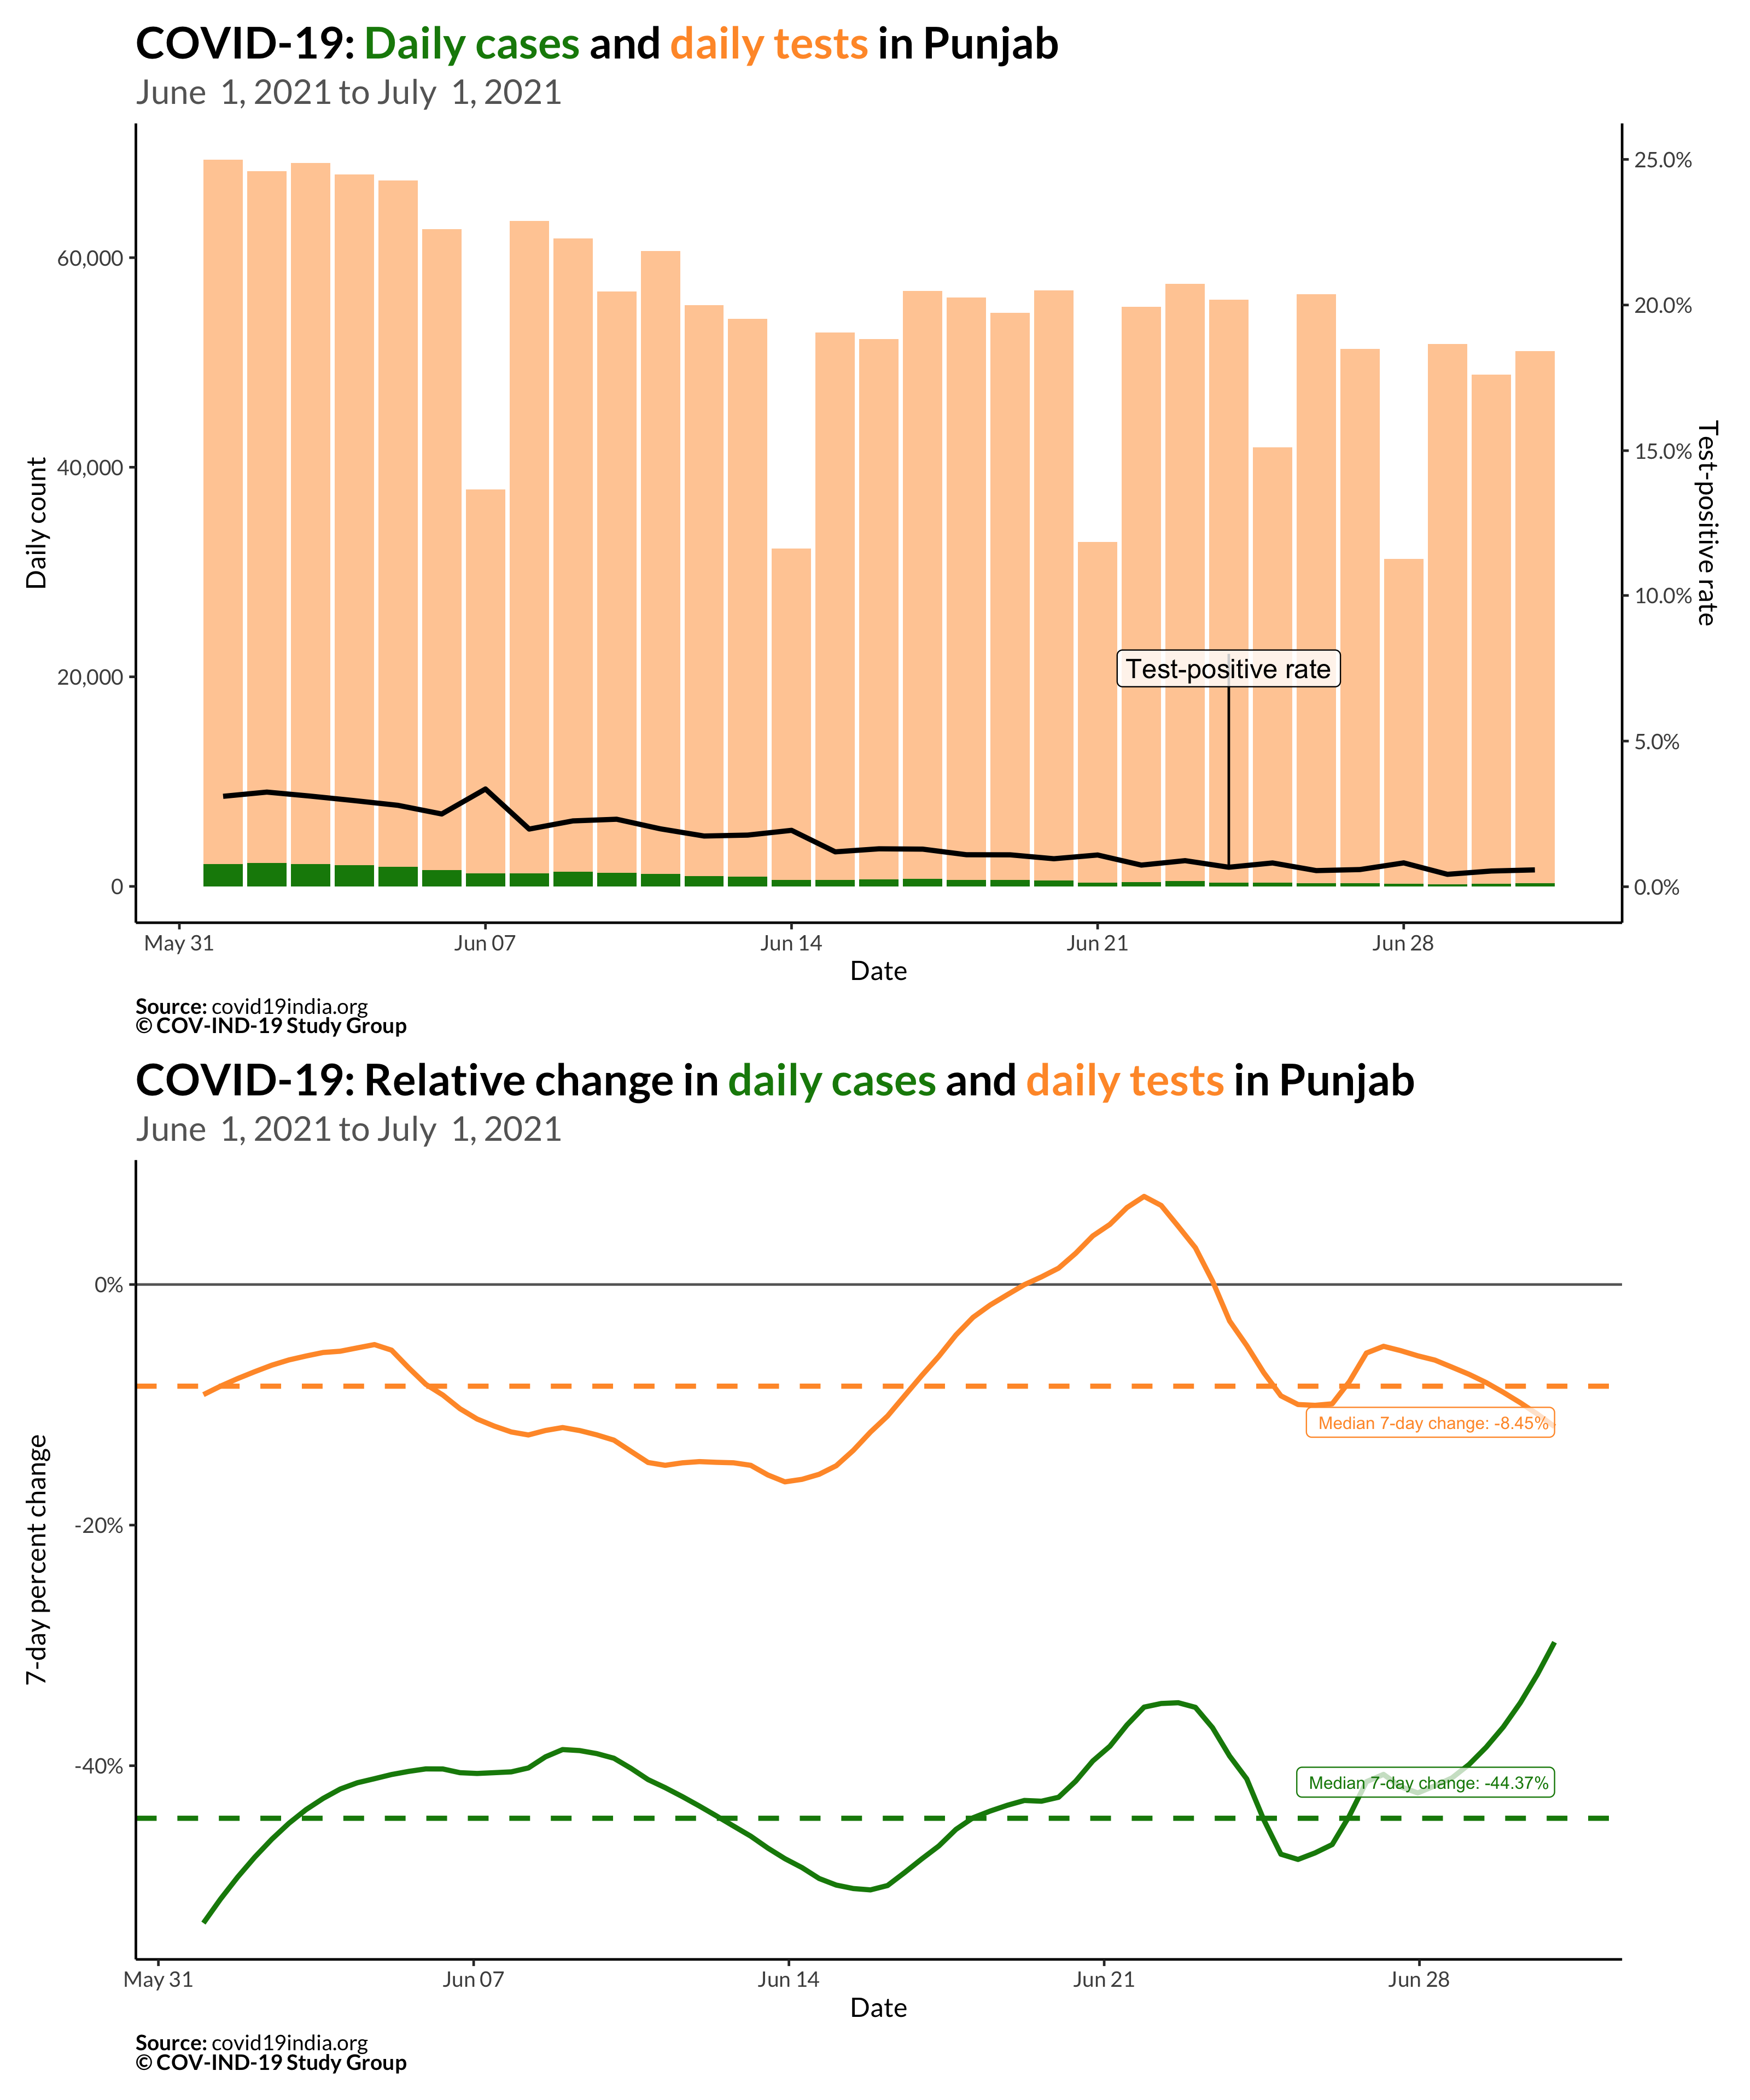 COVID-19: Daily cases and daily tests in Punjab
June 1, 2021 to July 1, 2021
60,000
40,000
20,000
0
Daily count
25.0%
20.0%
15.0%
10.0%
5.0%
0.0%
Test-positive rate
Test-positive rate
May 31
Jun 07
Jun 14
Jun 21
Jun 28
Date
Source: covid19india.org
© COV-IND-19 Study Group
COVID-19: Relative change in daily cases and daily tests in Punjab
June 1, 2021 to July 1, 2021
0%
-20%
-40%
7-day percent change
Median 7-day change: -8.45%
Median 7-day change: -44.37%
May 31
Jun 07
Jun 14
Jun 21
Jun 28
Date
Source: covid19india.org
© COV-IND-19 Study Group